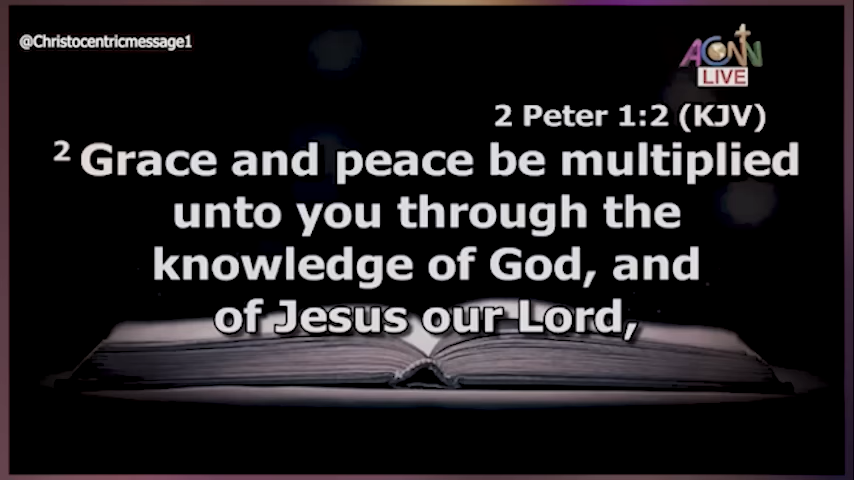 @Christocentricmessage1
ACNN
LIVE
2 Peter 1:2 (KJV)
2 Grace and peace be multiplied
unto you through the
knowledge of God, and
of Jesus our Lord,